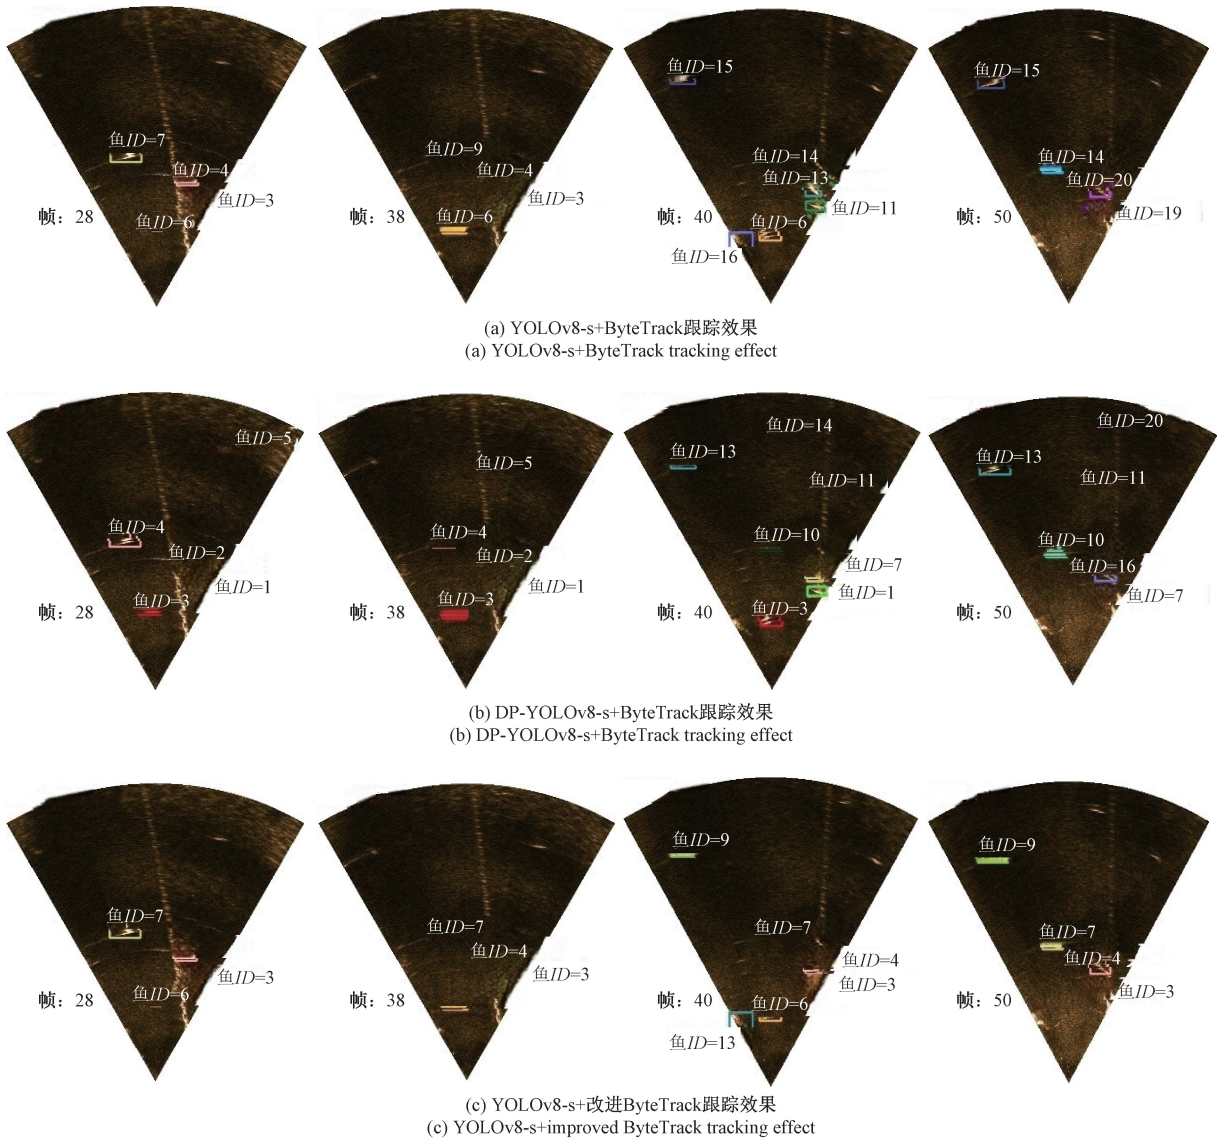 鱼ID=7
鱼ID=4
鱼ID=3
鱼ID=6
帧：28
鱼ID=9
鱼ID=4
鱼ID=3
鱼ID=6
帧：38
鱼ID=15
鱼ID=14
鱼ID=13
鱼ID=11
鱼ID=6
鱼ID=16
帧：40
鱼ID=15
鱼ID=14
鱼ID=20
鱼ID=19
帧：50
(a) YOLOv8-s+ByteTrack跟踪效果
(a) YOLOv8-s+ByteTrack tracking effect
鱼ID=5
鱼ID=4
鱼ID=2
鱼ID=1
鱼ID=3
帧：28
鱼ID=5
鱼ID=4
鱼ID=2
鱼ID=1
鱼ID=3
帧：38
鱼ID=14
鱼ID=13
鱼ID=11
鱼ID=10
鱼ID=7
鱼ID=1
鱼ID=3
帧：40
鱼ID=20
鱼ID=13
鱼ID=11
鱼ID=10
鱼ID=16
鱼ID=7
帧：50
(b) DP-YOLOv8-s+ByteTrack跟踪效果
(b) DP-YOLOv8-s+ByteTrack tracking effect
鱼ID=7
鱼ID=3
鱼ID=6
帧：28
鱼ID=7
鱼ID=4
鱼ID=3
帧：38
鱼ID=9
鱼ID=7
鱼ID=4
鱼ID=3
鱼ID=6
鱼ID=13
帧：40
鱼ID=9
鱼ID=7
鱼ID=4
鱼ID=3
帧：50
(c) YOLOv8-s+改进ByteTrack跟踪效果
(c) YOLOv8-s+improved ByteTrack tracking effect